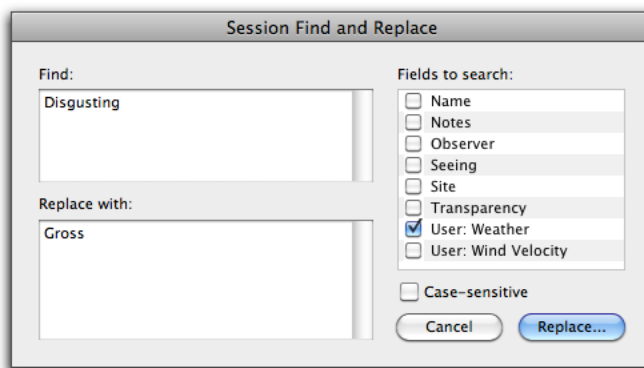 Session Find and Replace
Find:
Disgusting
Replace with:
Gross
Fields to search:
Name
Notes
Observer
Seeing
Site
Transparency
User: Weather
User: Wind Velocity
Case-sensitive
Cancel
Replace...